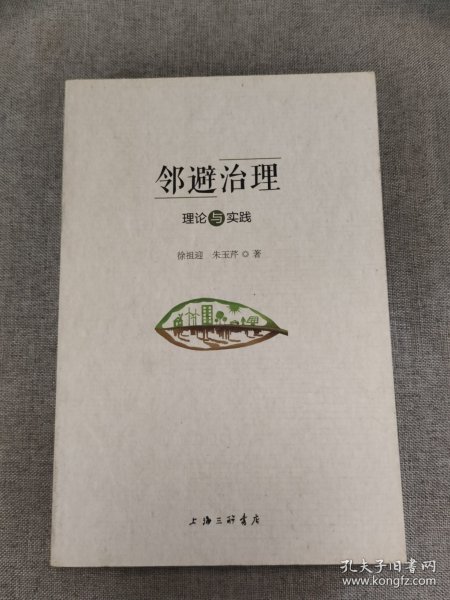 邻避治理
理论与实践
徐祖迎 朱玉芹◎著
上海三联书店
孔夫子旧书网
www.kongfz.com